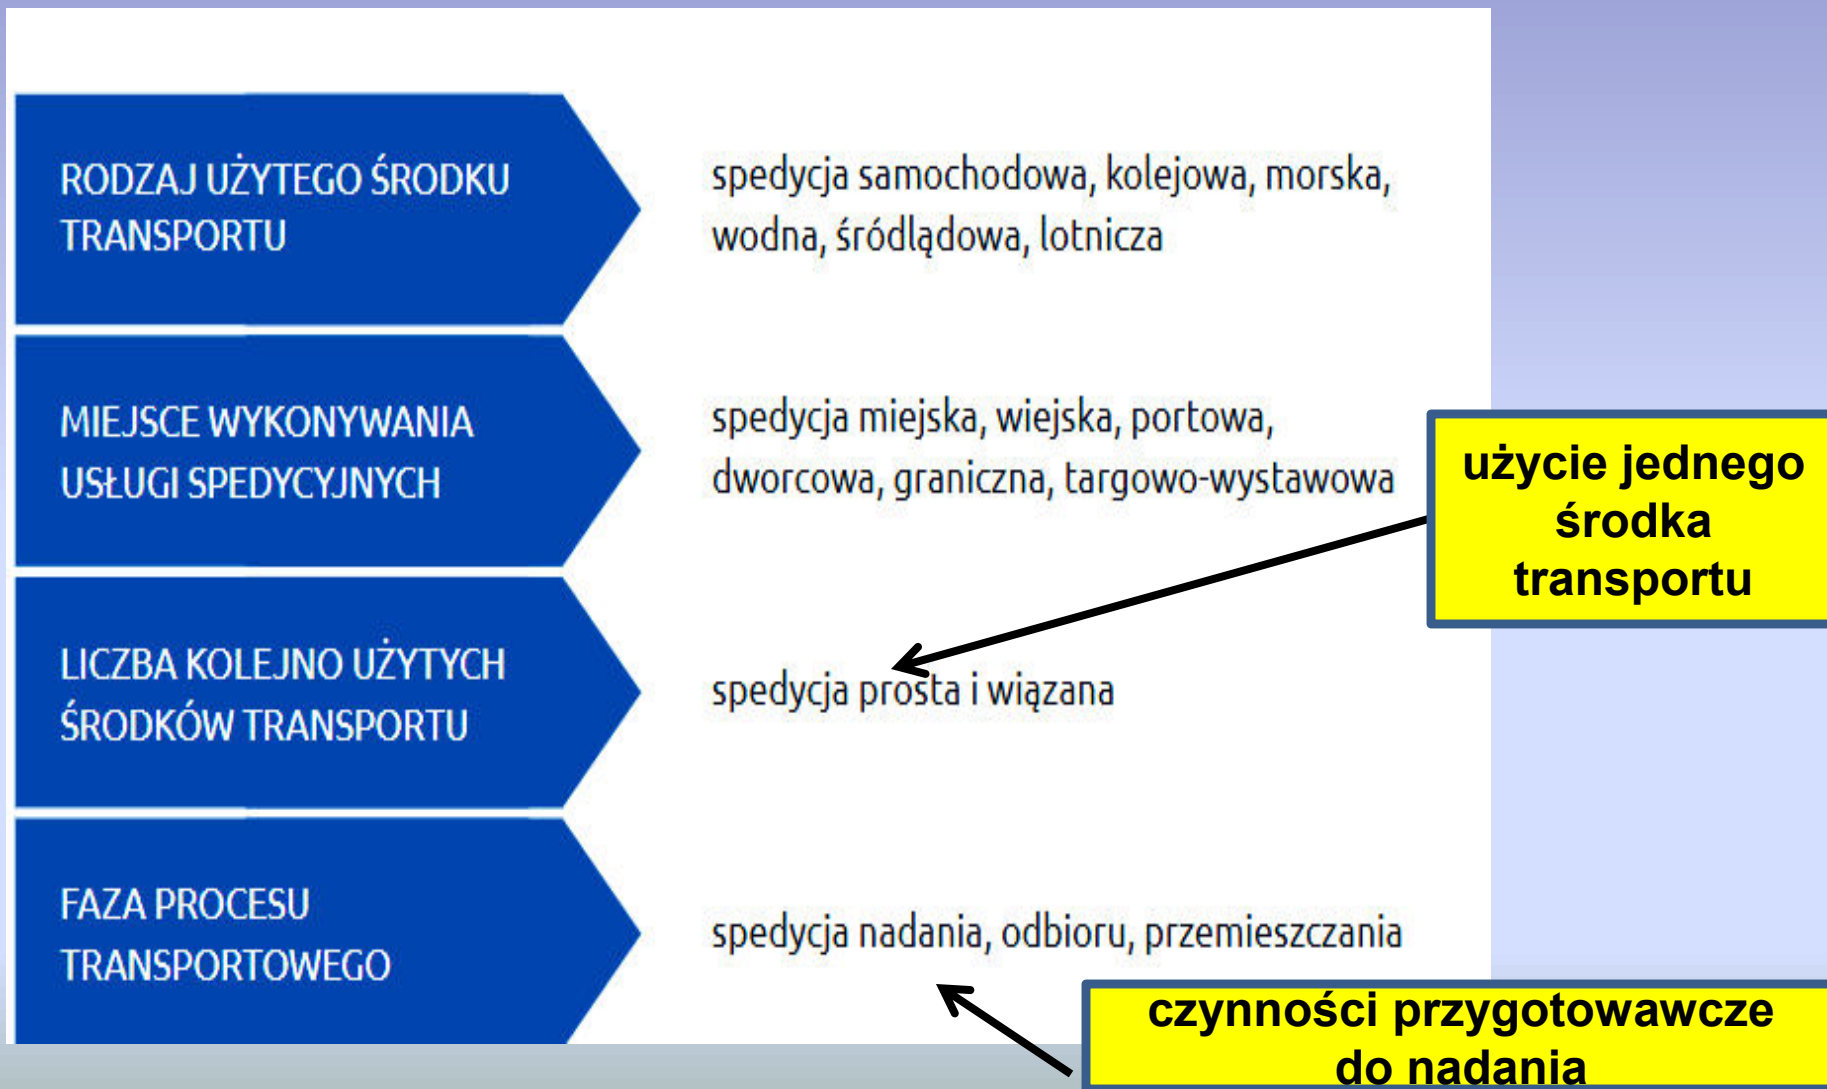 RODZAJ UŻYTEGO ŚRODKU
TRANSPORTU
spedycja samochodowa, kolejowa, morska,
wodna, śródlądowa, lotnicza
MIEJSCE WYKONYWANIA
USŁUGI SPEDYCYJNYCH
spedycja miejska, wiejska, portowa,
dworcowa, graniczna, targowo-wystawowa
użycie jednego
środka
transportu
LICZBA KOLEJNO UŻYTYCH
ŚRODKÓW TRANSPORTU
spedycja prosta i wiązana
FAZA PROCESU
TRANSPORTOWEGO
spedycja nadania, odbioru, przemieszczania
czynności przygotowawcze
do nadania